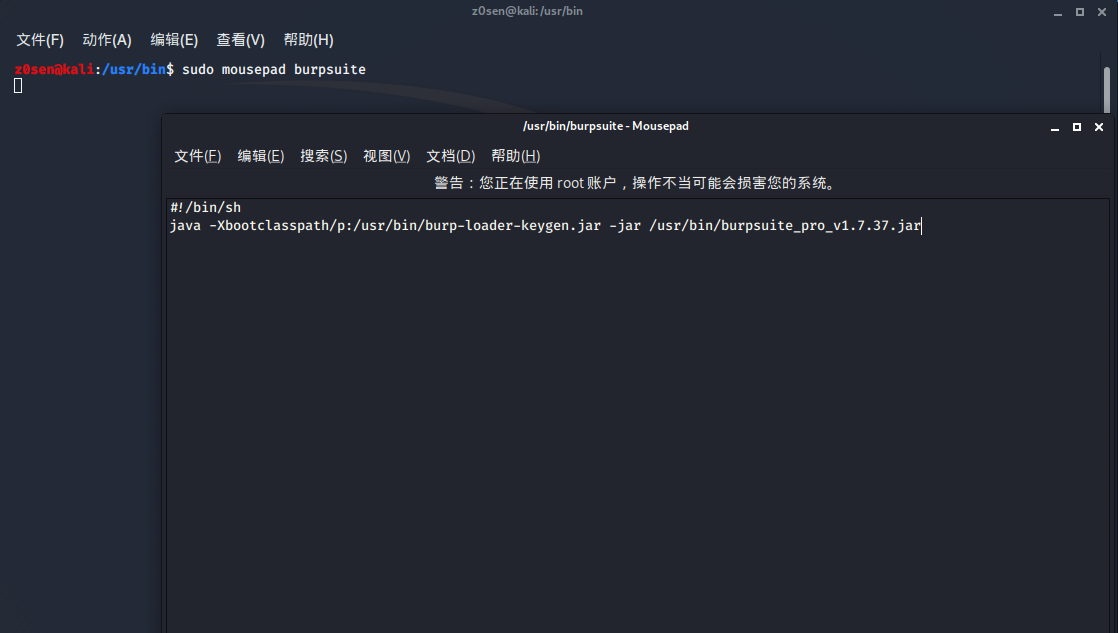 z0sen@kali: /usr/bin
文件(F) 动作(A) 编辑(E) 查看(V) 帮助(H)
z0sen@kali:/usr/bin$ sudo mousepad burpsuite
/usr/bin/burpsuite - Mousepad
文件(F) 编辑(E) 搜索(S) 视图(V) 文档(D) 帮助(H)
警告：您正在使用 root 账户，操作不当可能会损害您的系统。
#!/bin/sh
java -Xbootclasspath/p:/usr/bin/burp-loader-keygen.jar -jar /usr/bin/burpsuite_pro_v1.7.37.jar